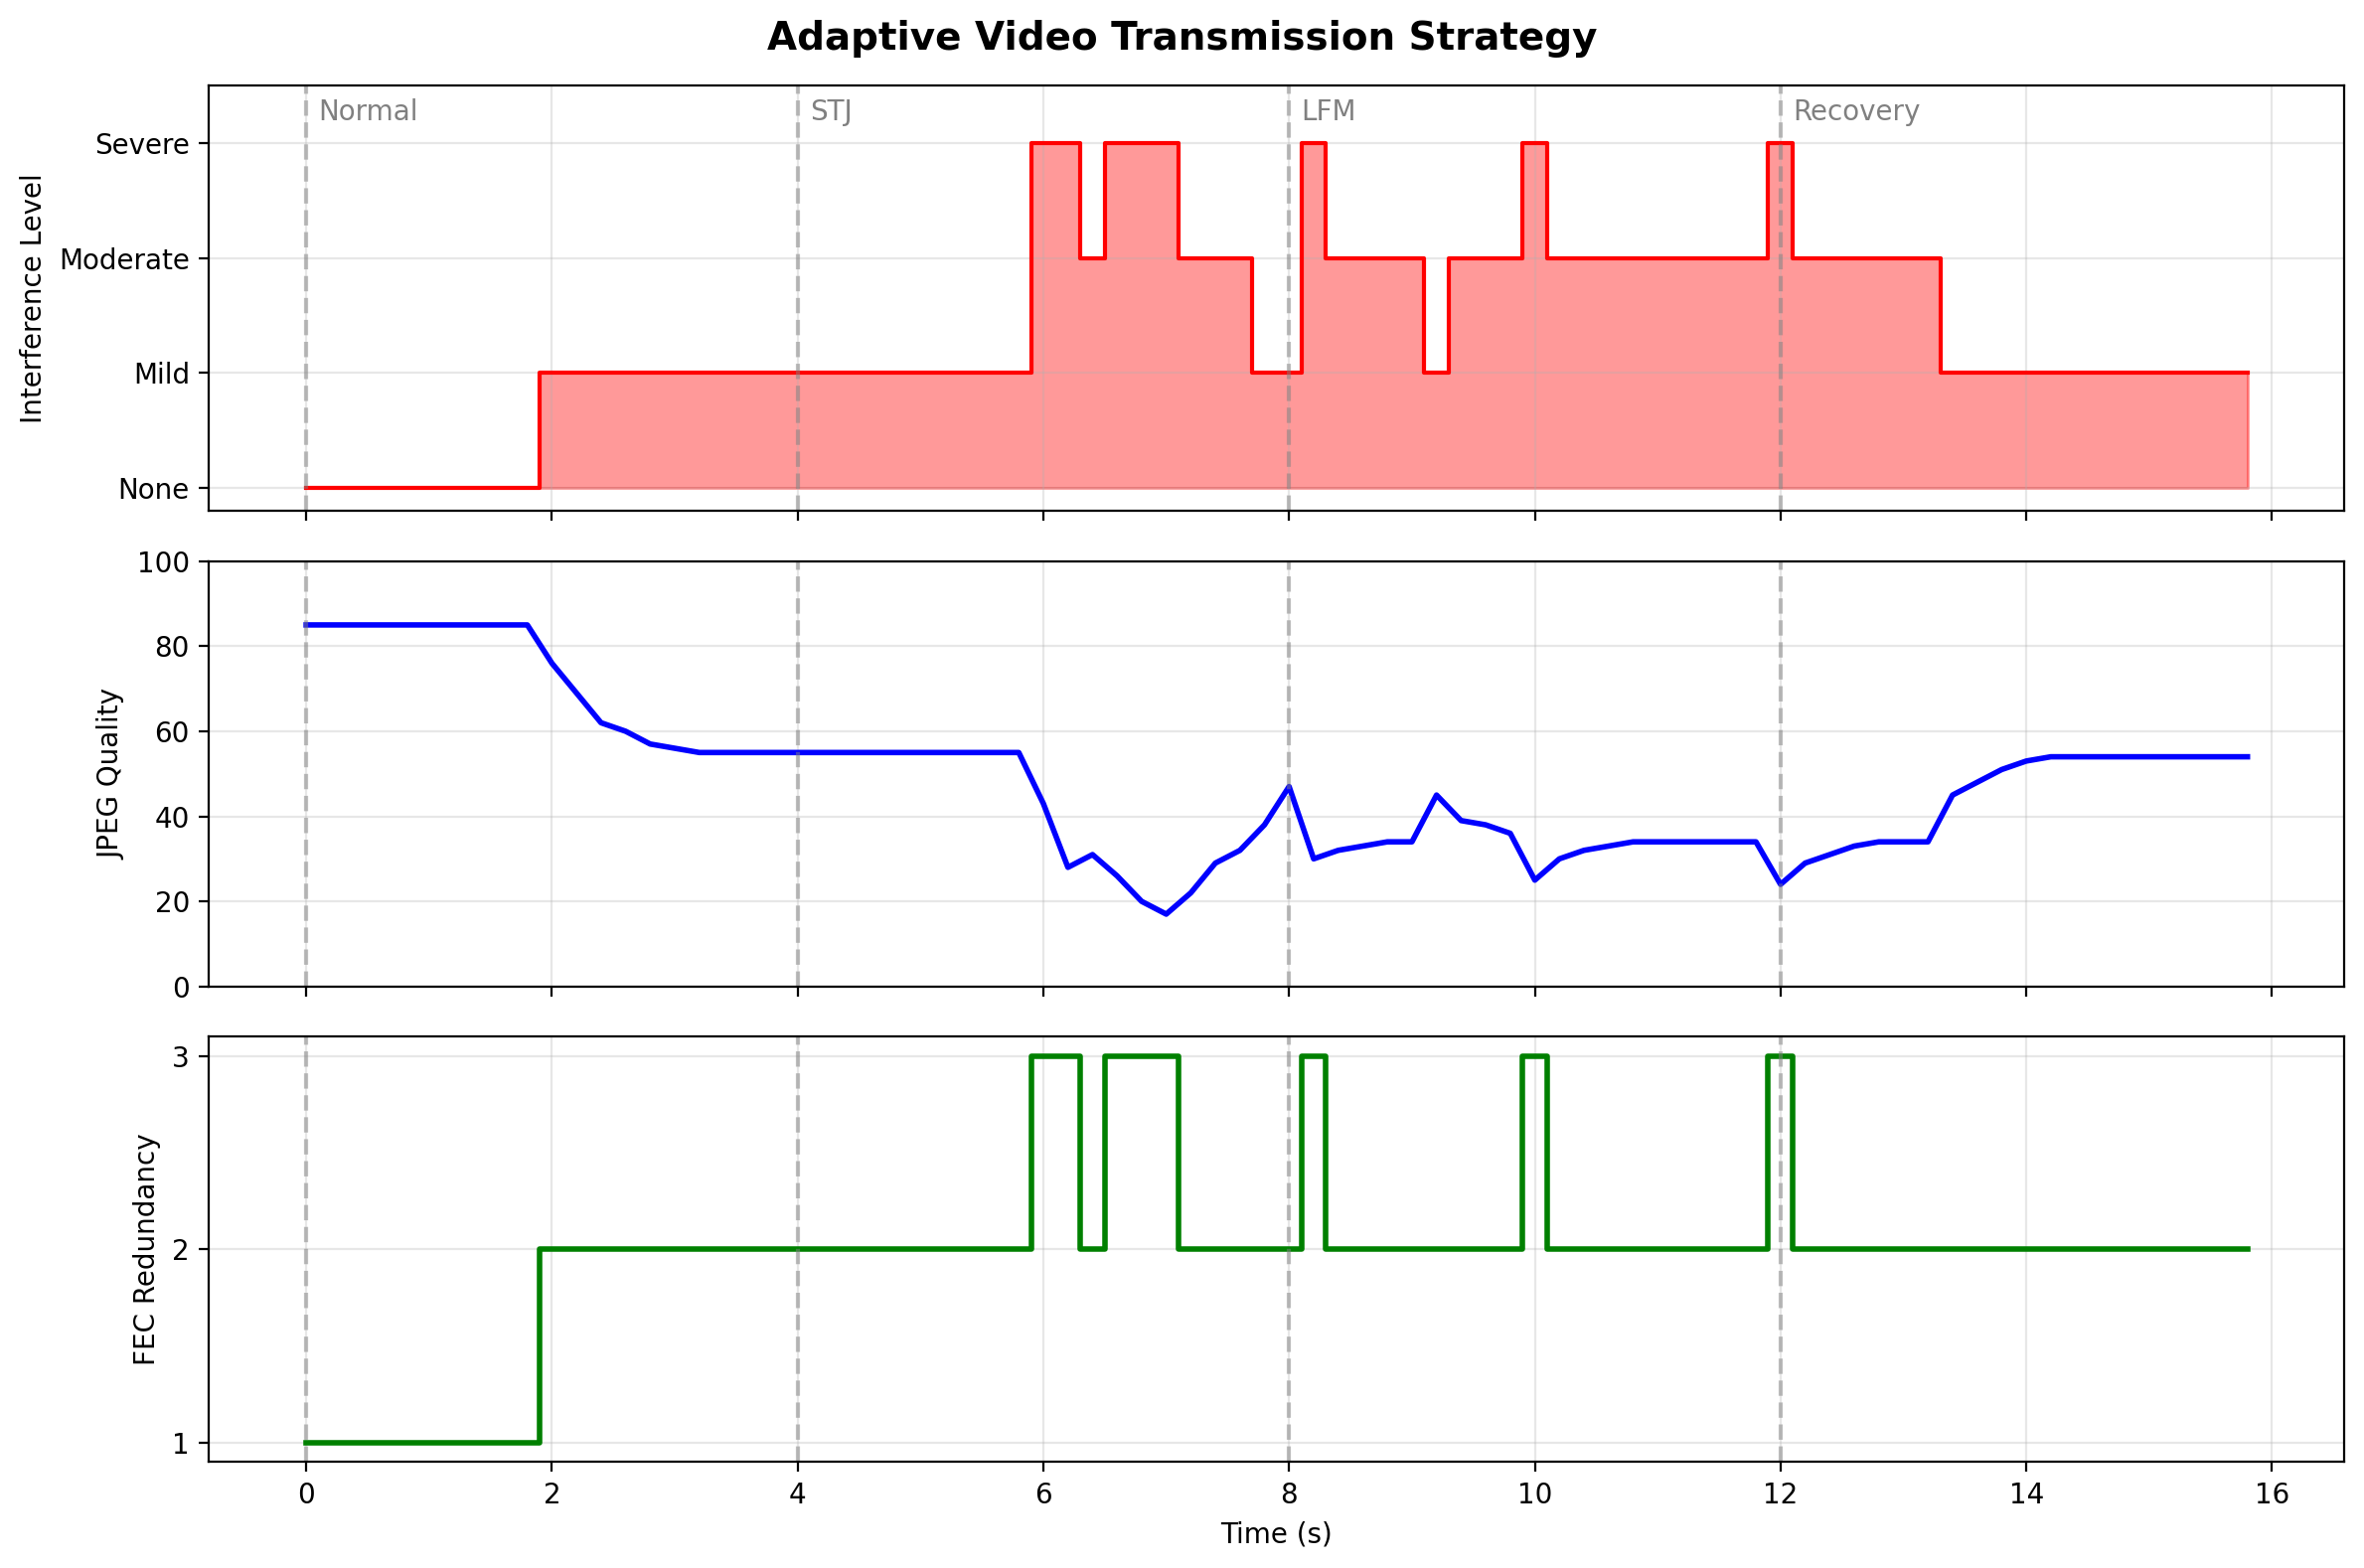 Adaptive Video Transmission Strategy
Normal
STJ
LFM
Recovery
Interference Level
Severe
Moderate
Mild
None
JPEG Quality
100
80
60
40
20
0
FEC Redundancy
3
2
1
0 2 4 6 8 10 12 14 16
Time (s)